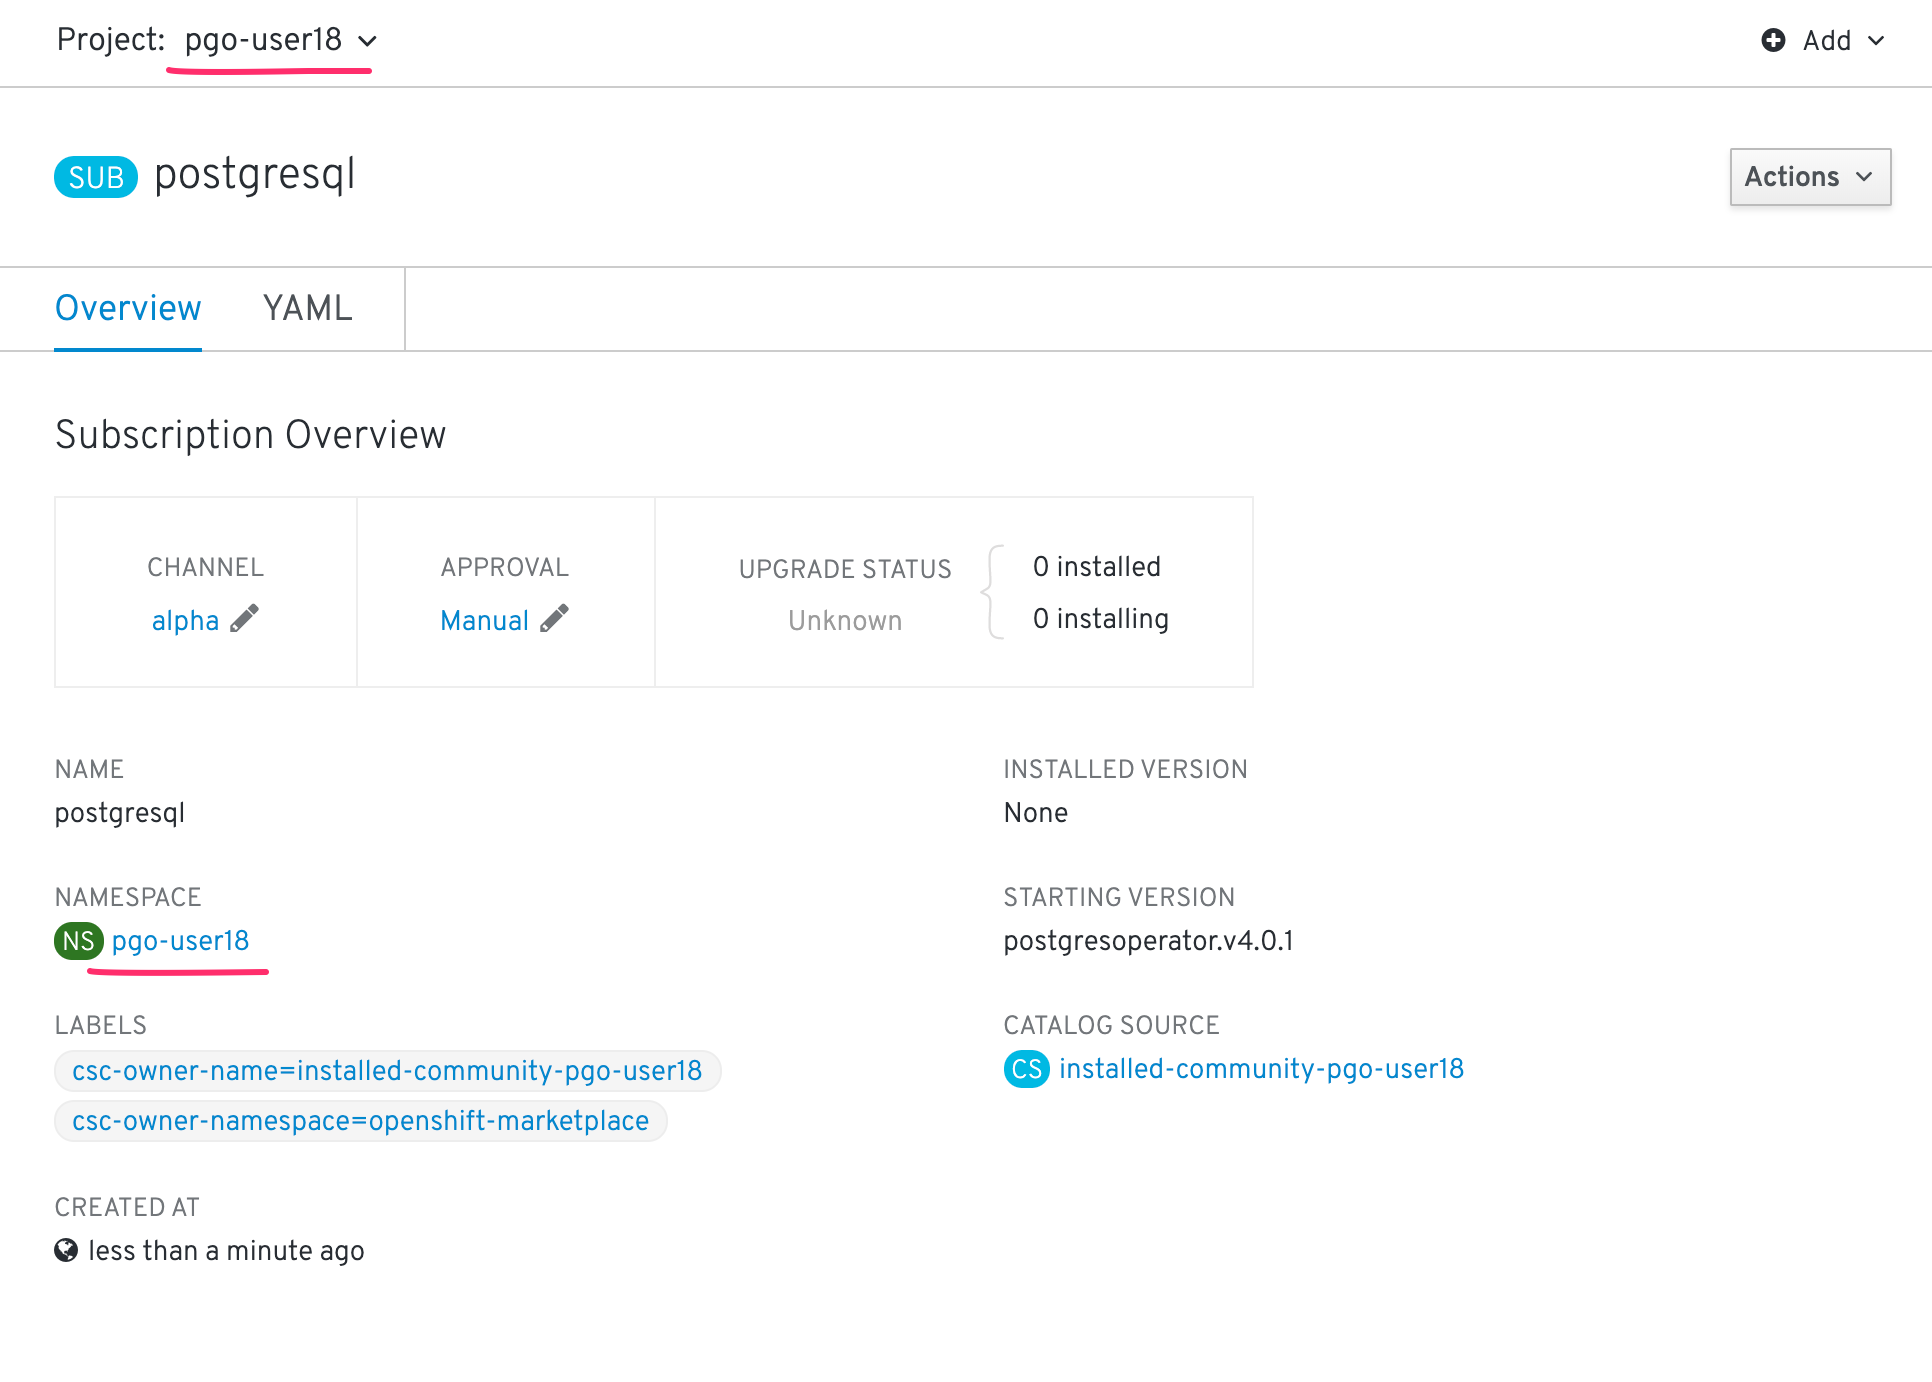 Project: pgo-user18
Add
SUB postgresql
Actions
Overview YAML
Subscription Overview
CHANNEL
alpha
APPROVAL
Manual
UPGRADE STATUS
Unknown
0 installed
0 installing
NAME
postgresql
NAMESPACE
NS pgo-user18
LABELS
csc-owner-name=installed-community-pgo-user18
csc-owner-namespace=openshift-marketplace
CREATED AT
less than a minute ago
INSTALLED VERSION
None
STARTING VERSION
postgresoperator.v4.0.1
CATALOG SOURCE
CS installed-community-pgo-user18